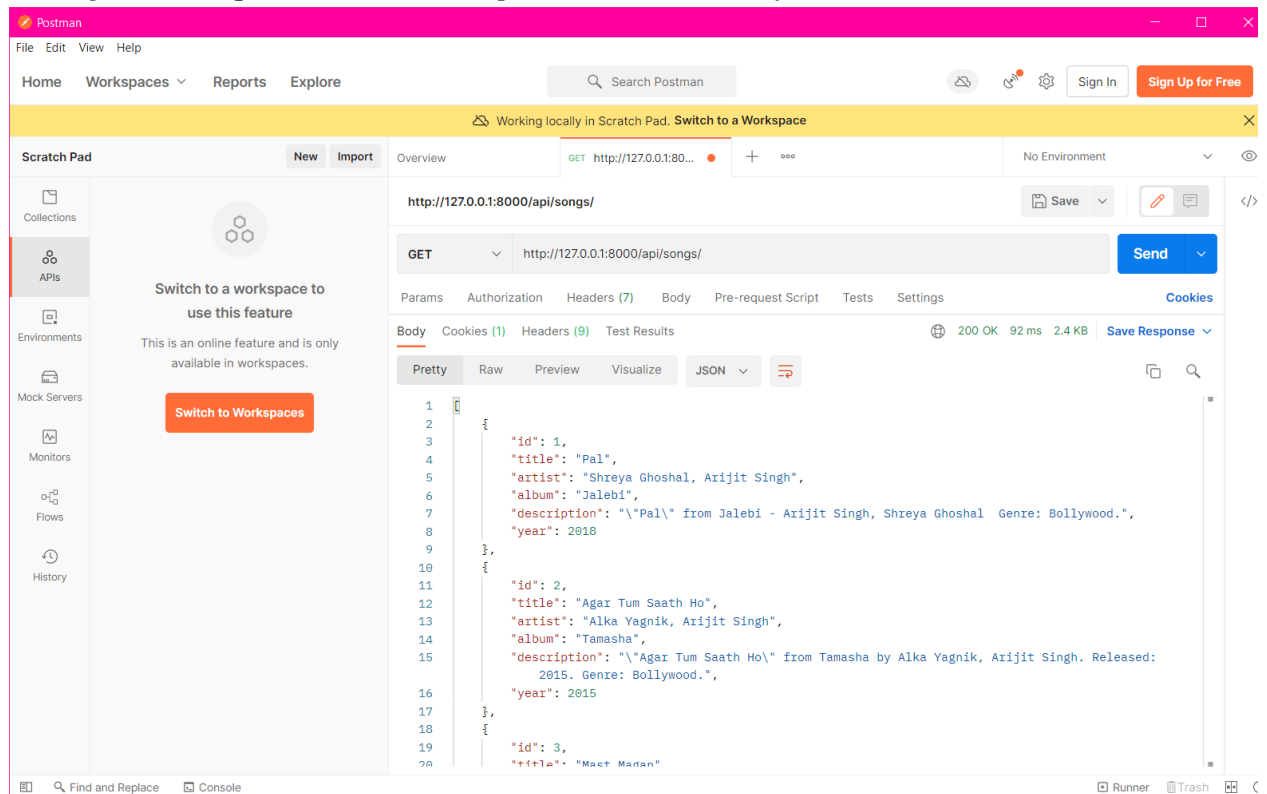 Postman
File Edit View Help
Home Workspaces Reports Explore Search Postman Sign In Sign Up for Free
Working locally in Scratch Pad. Switch to a Workspace
Scratch Pad New Import Overview GET http://127.0.0.1:80... No Environment
http://127.0.0.1:8000/api/songs/ Save
GET http://127.0.0.1:8000/api/songs/ Send
Params Authorization Headers (7) Body Pre-request Script Tests Settings Cookies
Body Cookies (1) Headers (9) Test Results 200 OK 92 ms 2.4 KB Save Response
Pretty Raw Preview Visualize JSON
Collections
APIs
Environments
Mock Servers
Monitors
Flows
History
Switch to a workspace to
use this feature
This is an online feature and is only
available in workspaces.
Switch to Workspaces
1 [
2 {
3 "id": 1,
4 "title": "Pal",
5 "artist": "Shreya Ghoshal, Arijit Singh",
6 "album": "Jalebi",
7 "description": "\"Pal\" from Jalebi - Arijit Singh, Shreya Ghoshal  Genre: Bollywood.",
8 "year": 2018
9 },
10 {
11 "id": 2,
12 "title": "Agar Tum Saath Ho",
13 "artist": "Alka Yagnik, Arijit Singh",
14 "album": "Tamasha",
15 "description": "\"Agar Tum Saath Ho\" from Tamasha by Alka Yagnik, Arijit Singh. Released:
2015. Genre: Bollywood.",
16 "year": 2015
17 },
18 {
19 "id": 3,
20 "title": "Mast Magan"
Find and Replace Console Runner Trash